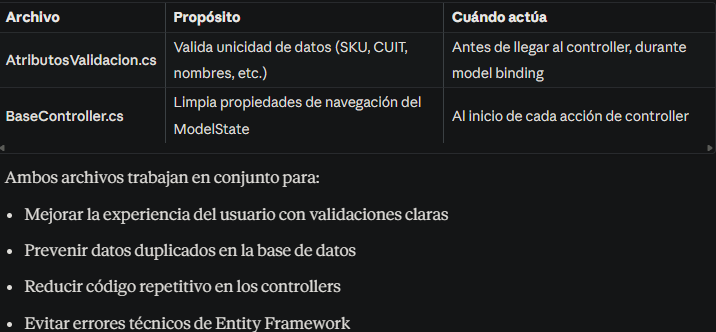 Archivo Propósito Cuándo actúa
AtributosValidacion.cs Valida unicidad de datos (SKU, CUIT, nombres, etc.) Antes de llegar al controller, durante model binding
BaseController.cs Limpia propiedades de navegación del ModelState Al inicio de cada acción de controller
Ambos archivos trabajan en conjunto para:
• Mejorar la experiencia del usuario con validaciones claras
• Prevenir datos duplicados en la base de datos
• Reducir código repetitivo en los controllers
• Evitar errores técnicos de Entity Framework